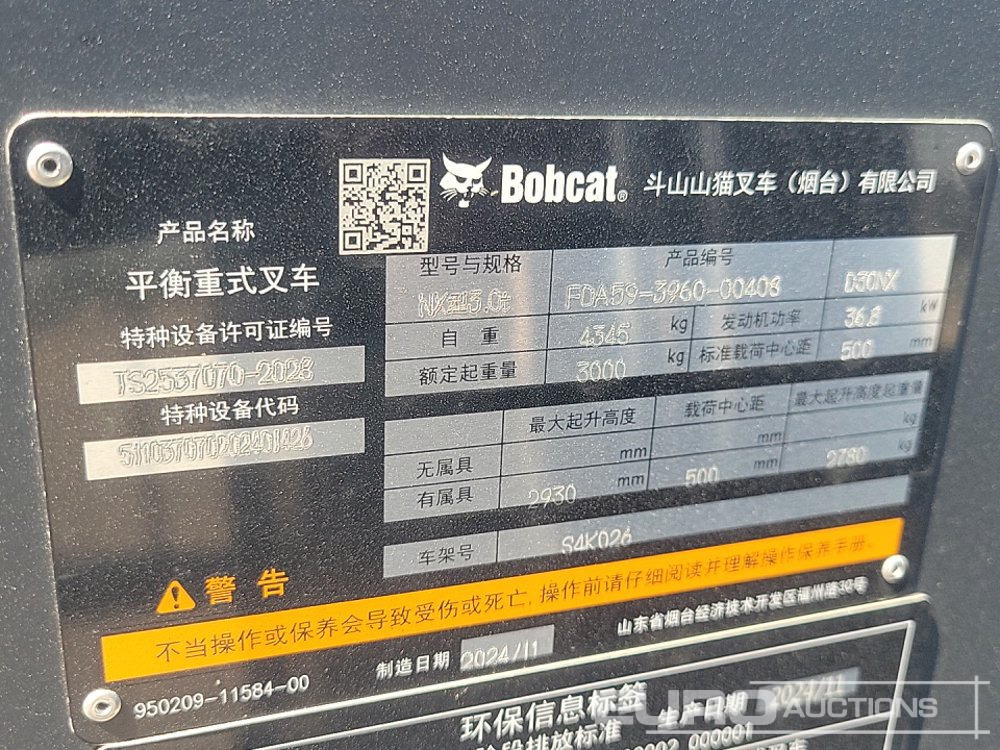 Bobcat® 斗山山猫叉车（烟台）有限公司
产品名称
平衡重式叉车
特种设备许可证编号
TS2537070-2028
特种设备代码
511037070202401426
型号与规格 产品编号
NX型3.0t FDA59-3960-00408 D30NX
自 重 4345 kg 发动机功率 36.8 kW
额定起重量 3000 kg 标准载荷中心距 500 mm
最大起升高度 载荷中心距 最大起升高度起重量
无属具 mm mm kg
有属具 2930 mm 500 mm 2780 kg
车架号 S4K026
警 告
不当操作或保养会导致受伤或死亡, 操作前请仔细阅读并理解操作保养手册.
山东省烟台经济技术开发区福州路30号
950209-11584-00 制造日期 2024/11
环保信息标签 生产日期 2024/11
EURO AUCTIONS